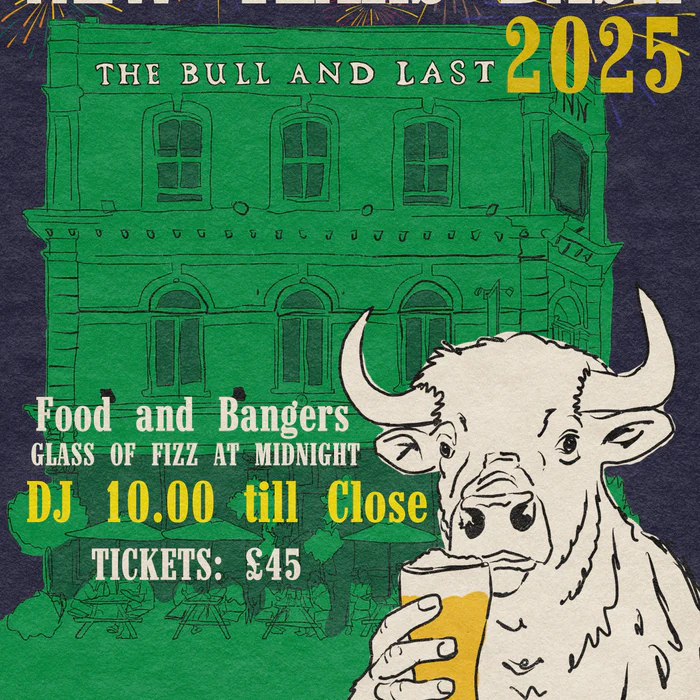 THE BULL AND LAST
2025
NN
Food and Bangers
GLASS OF FIZZ AT MIDNIGHT
DJ 10.00 till Close
TICKETS: £45